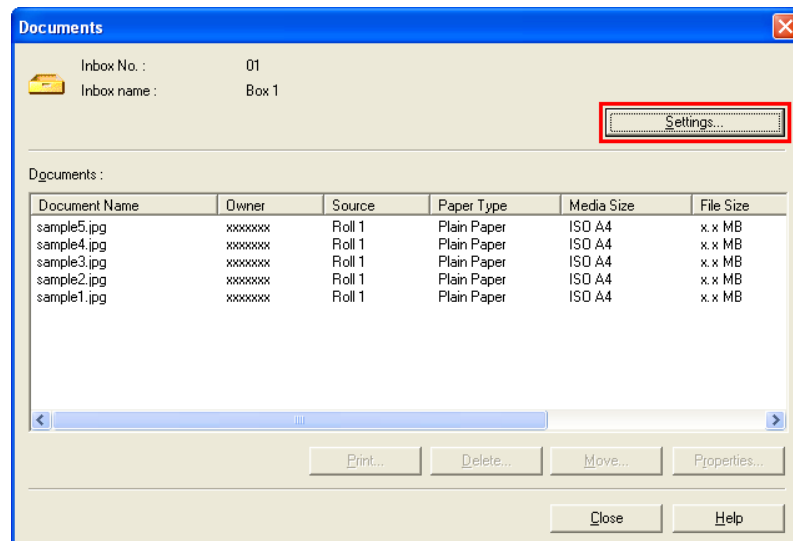 Documents
Inbox No. : 01
Inbox name : Box 1
Settings...
Documents :
Document Name Owner Source Paper Type Media Size File Size
sample5.jpg xxxxxxx Roll 1 Plain Paper ISO A4 x.x MB
sample4.jpg xxxxxxx Roll 1 Plain Paper ISO A4 x.x MB
sample3.jpg xxxxxxx Roll 1 Plain Paper ISO A4 x.x MB
sample2.jpg xxxxxxx Roll 1 Plain Paper ISO A4 x.x MB
sample1.jpg xxxxxxx Roll 1 Plain Paper ISO A4 x.x MB
Print... Delete... Move... Properties...
Close Help